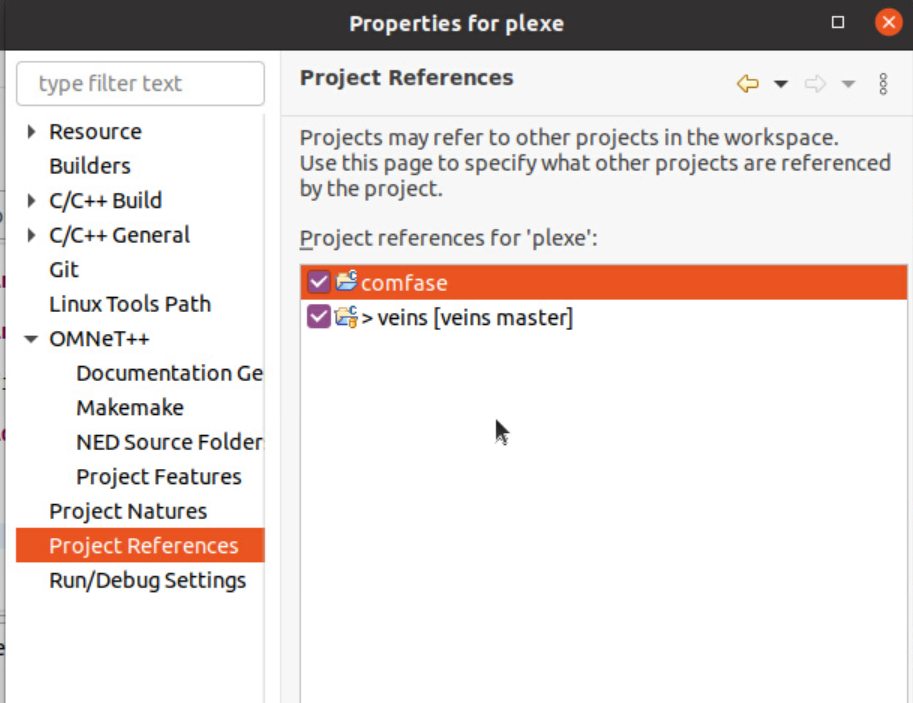 Properties for plexe
type filter text
Resource
Builders
C/C++ Build
C/C++ General
Git
Linux Tools Path
OMNeT++
Documentation Ge
Makemake
NED Source Folder
Project Features
Project Natures
Project References
Run/Debug Settings
Project References
Projects may refer to other projects in the workspace.
Use this page to specify what other projects are referenced
by the project.
Project references for 'plexe':
comfase
> veins [veins master]